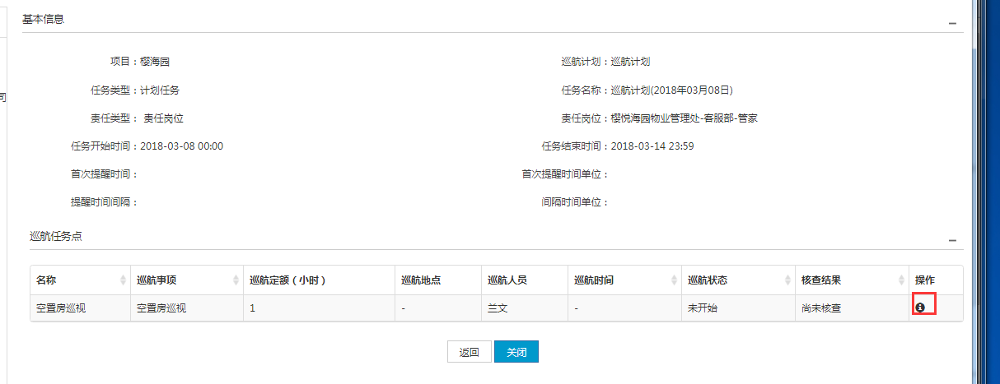 基本信息
司
项目：樱海园 巡航计划：巡航计划
任务类型：计划任务 任务名称：巡航计划(2018年03月08日)
责任类型： 责任岗位 责任岗位：樱悦海园物业管理处-客服部-管家
任务开始时间：2018-03-08 00:00 任务结束时间：2018-03-14 23:59
首次提醒时间： 首次提醒时间单位：
提醒时间间隔： 间隔时间单位：
巡航任务点
名称 巡航事项 巡航定额（小时） 巡航地点 巡航人员 巡航时间 巡航状态 核查结果 操作
空置房巡视 空置房巡视 1 - 兰文 - 未开始 尚未核查
返回 关闭